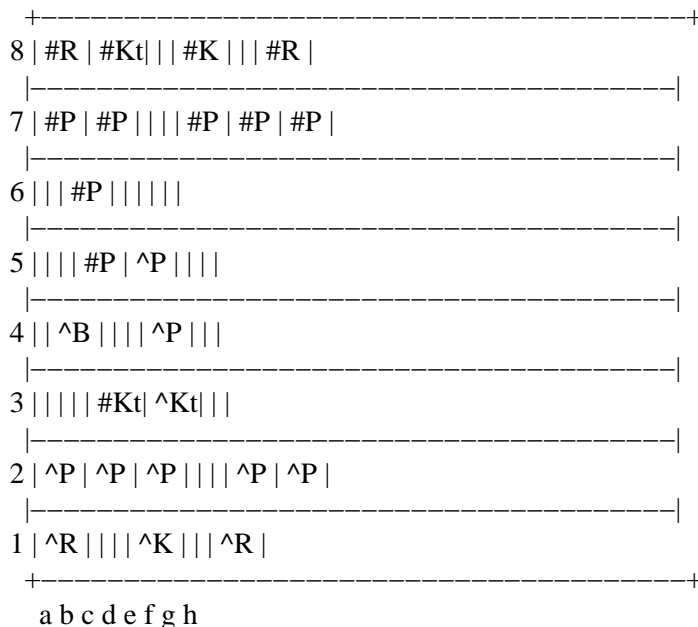 +---------------------------------------+
8 | #R | #Kt| | | #K | | | #R |
|---------------------------------------|
7 | #P | #P | | | | #P | #P | #P |
|---------------------------------------|
6 | | | #P | | | | | |
|---------------------------------------|
5 | | | | #P | ^P | | | |
|---------------------------------------|
4 | | ^B | | | | ^P | | |
|---------------------------------------|
3 | | | | | #Kt| ^Kt| | |
|---------------------------------------|
2 | ^P | ^P | ^P | | | | ^P | ^P |
|---------------------------------------|
1 | ^R | | | | ^K | | | ^R |
+---------------------------------------+
a b c d e f g h